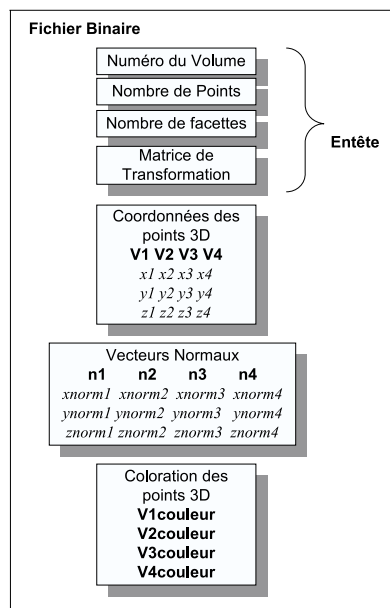 Fichier Binaire
Numéro du Volume
Nombre de Points
Nombre de facettes
Matrice de
Transformation
Entête
Coordonnées des
points 3D
V1 V2 V3 V4
x1 x2 x3 x4
y1 y2 y3 y4
z1 z2 z3 z4
Vecteurs Normaux
n1 n2 n3 n4
xnorm1 xnorm2 xnorm3 xnorm4
ynorm1 ynorm2 ynorm3 ynorm4
znorm1 znorm2 znorm3 znorm4
Coloration des
points 3D
V1couleur
V2couleur
V3couleur
V4couleur